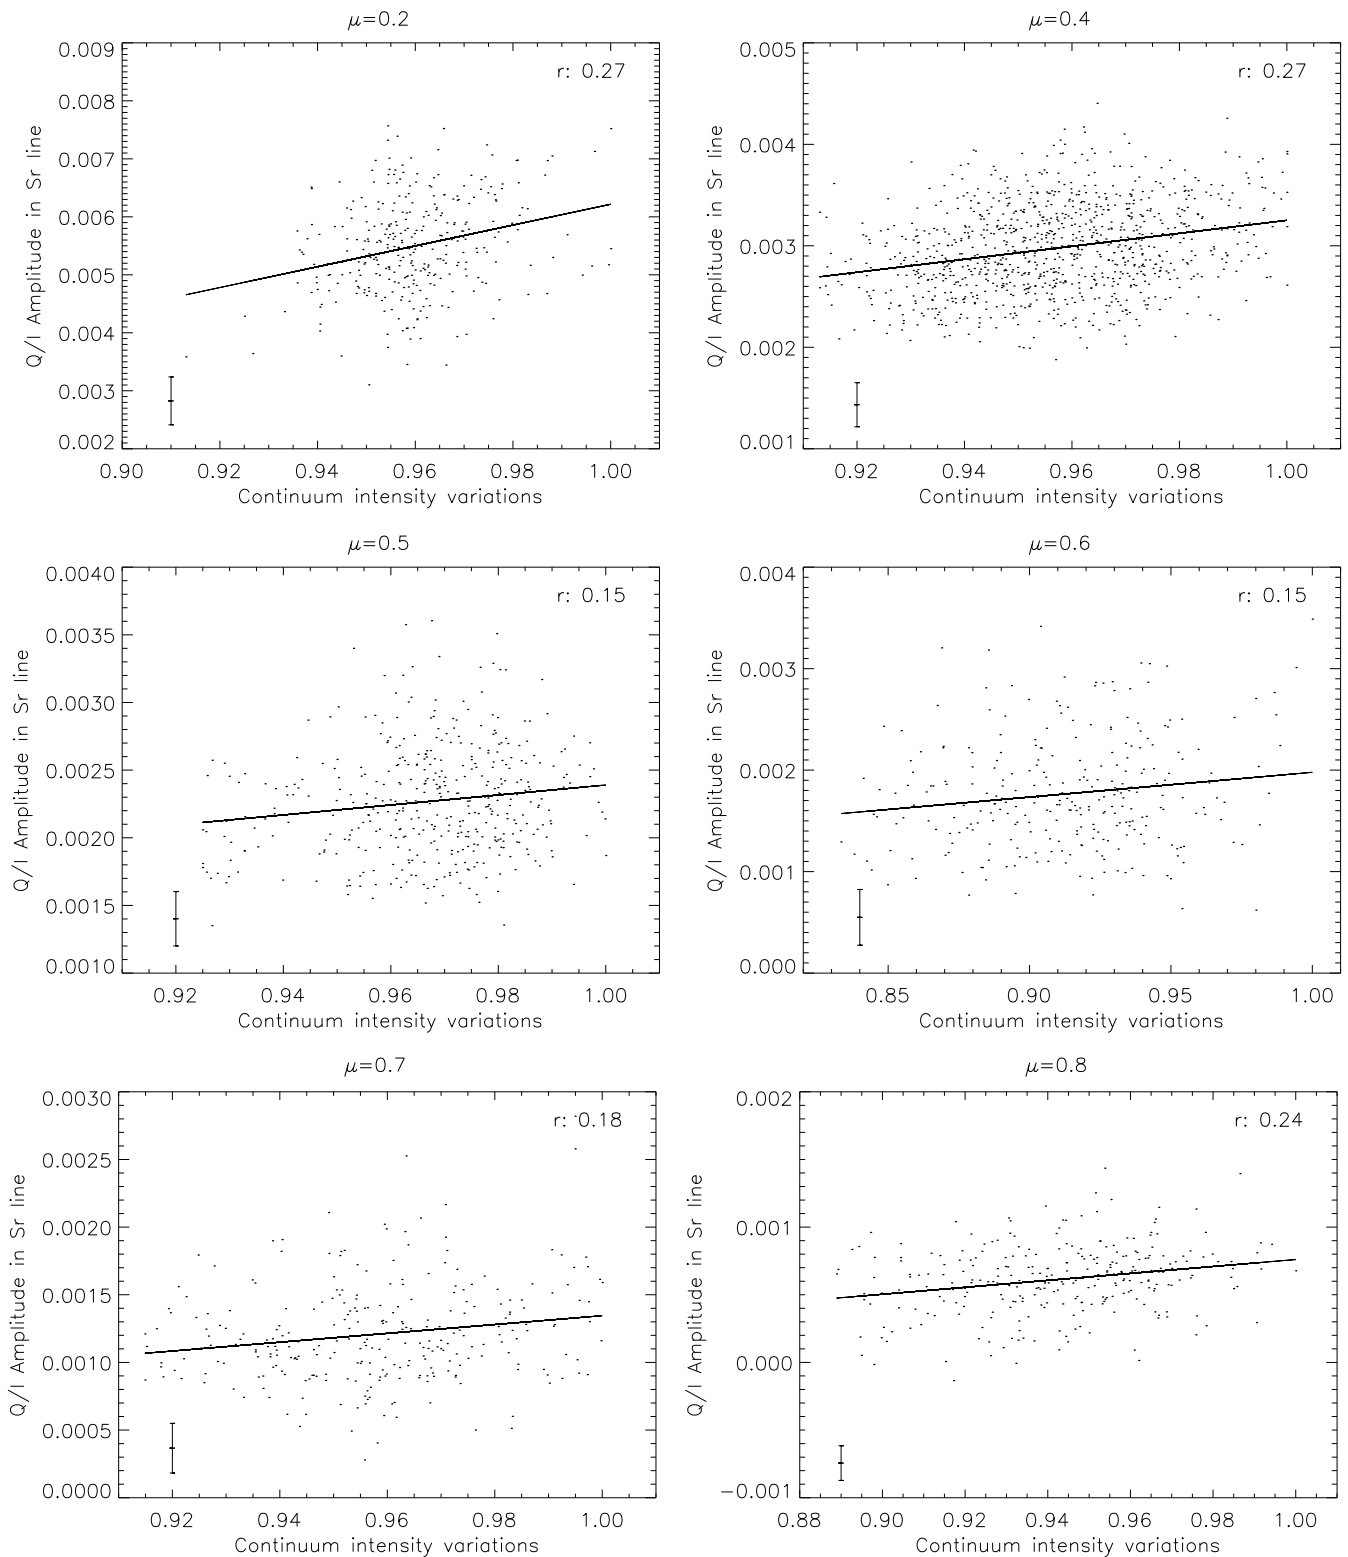 μ=0.2
r: 0.27
0.009
0.008
0.007
0.006
0.005
0.004
0.003
0.002
Q/I Amplitude in Sr line
0.90 0.92 0.94 0.96 0.98 1.00
Continuum intensity variations
μ=0.4
r: 0.27
0.005
0.004
0.003
0.002
0.001
Q/I Amplitude in Sr line
0.92 0.94 0.96 0.98 1.00
Continuum intensity variations
μ=0.5
r: 0.15
0.0040
0.0035
0.0030
0.0025
0.0020
0.0015
0.0010
Q/I Amplitude in Sr line
0.92 0.94 0.96 0.98 1.00
Continuum intensity variations
μ=0.6
r: 0.15
0.004
0.003
0.002
0.001
0.000
Q/I Amplitude in Sr line
0.85 0.90 0.95 1.00
Continuum intensity variations
μ=0.7
r: 0.18
0.0030
0.0025
0.0020
0.0015
0.0010
0.0005
0.0000
Q/I Amplitude in Sr line
0.92 0.94 0.96 0.98 1.00
Continuum intensity variations
μ=0.8
r: 0.24
0.002
0.001
0.000
−0.001
Q/I Amplitude in Sr line
0.88 0.90 0.92 0.94 0.96 0.98 1.00
Continuum intensity variations